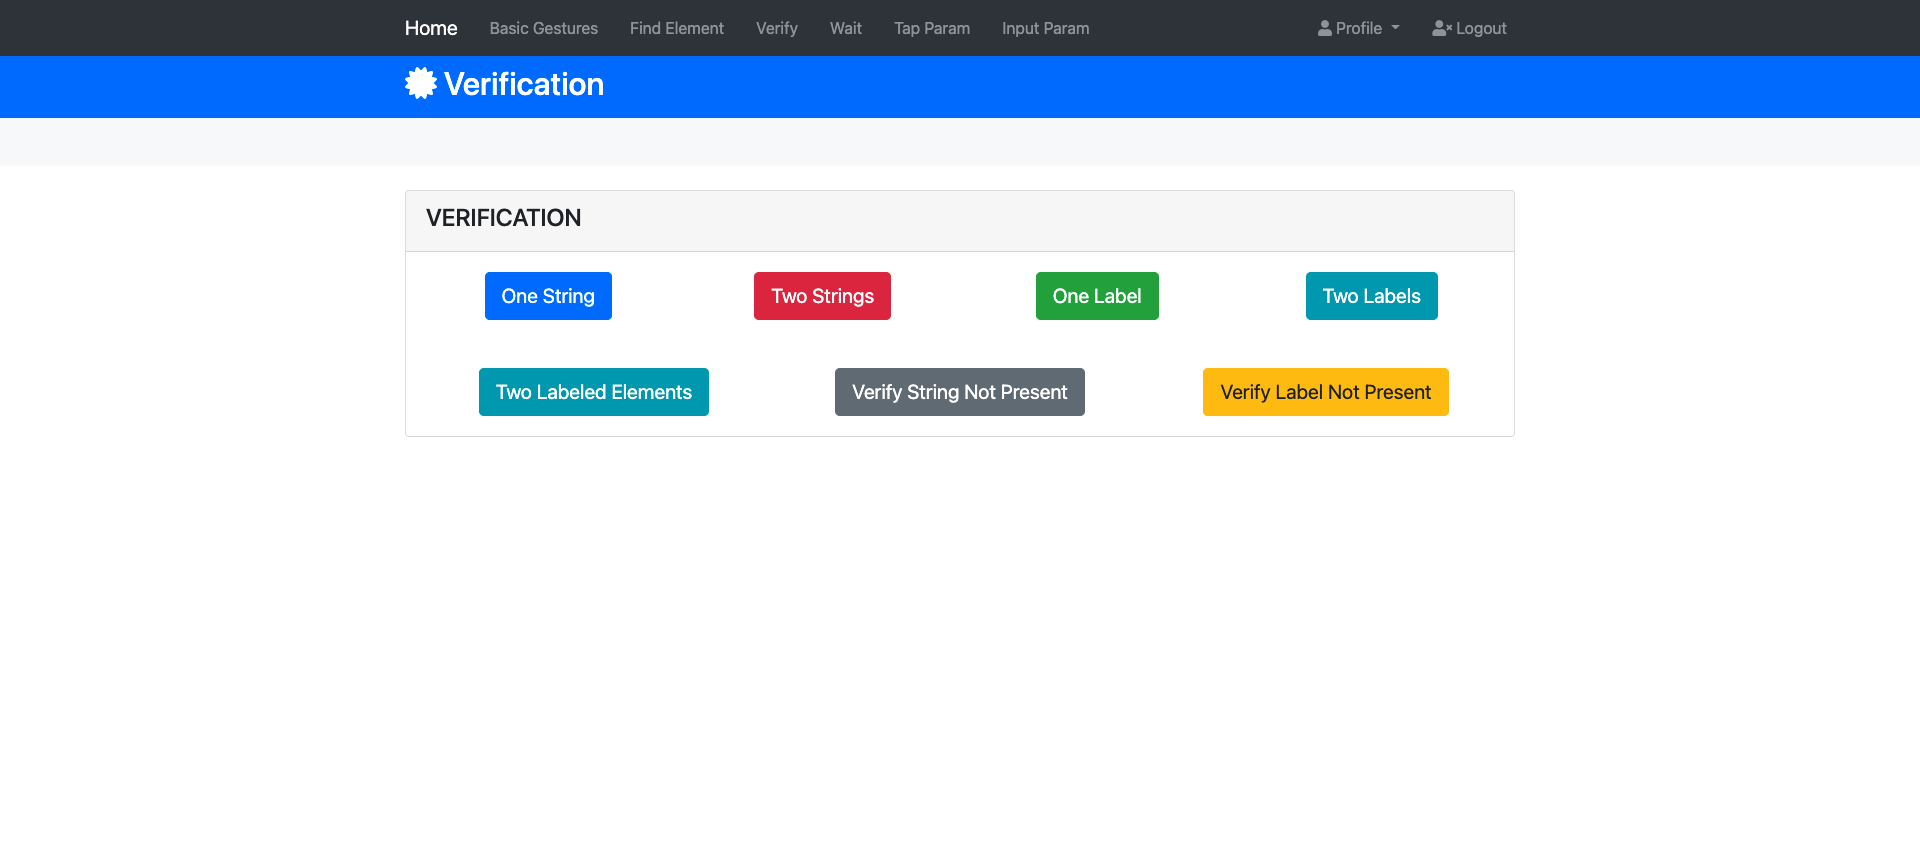 Home Basic Gestures Find Element Verify Wait Tap Param Input Param Profile Logout
Verification
VERIFICATION
One String Two Strings One Label Two Labels
Two Labeled Elements Verify String Not Present Verify Label Not Present